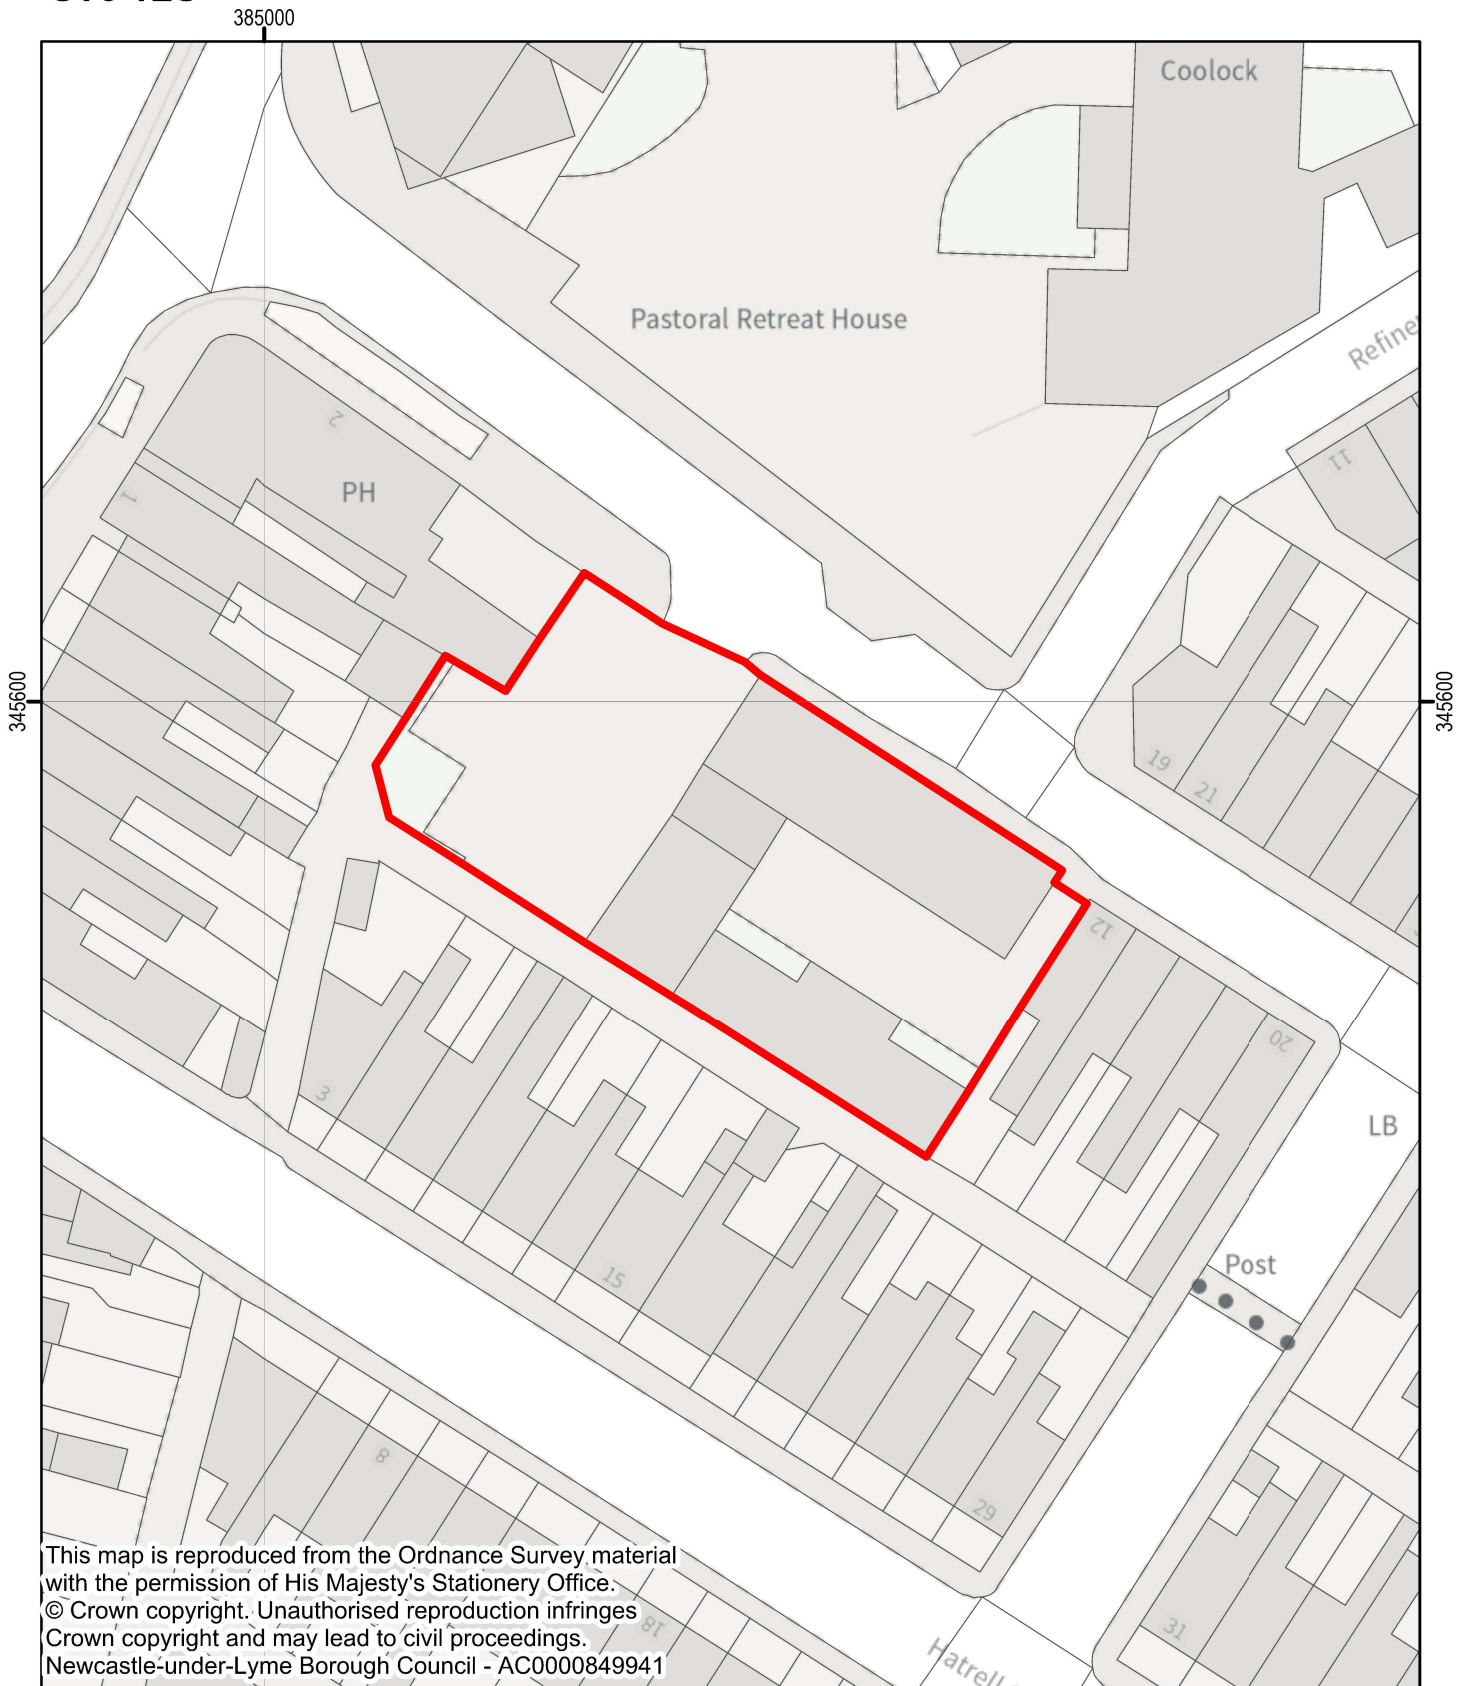 385000
Coolock
Pastoral Retreat House
2
PH
1
11
345600
345600
19
21
12
20
3
LB
15
Post
8
29
31
18
This map is reproduced from the Ordnance Survey material
with the permission of His Majesty's Stationery Office.
© Crown copyright. Unauthorised reproduction infringes
Crown copyright and may lead to civil proceedings.
Newcastle-under-Lyme Borough Council - AC0000849941